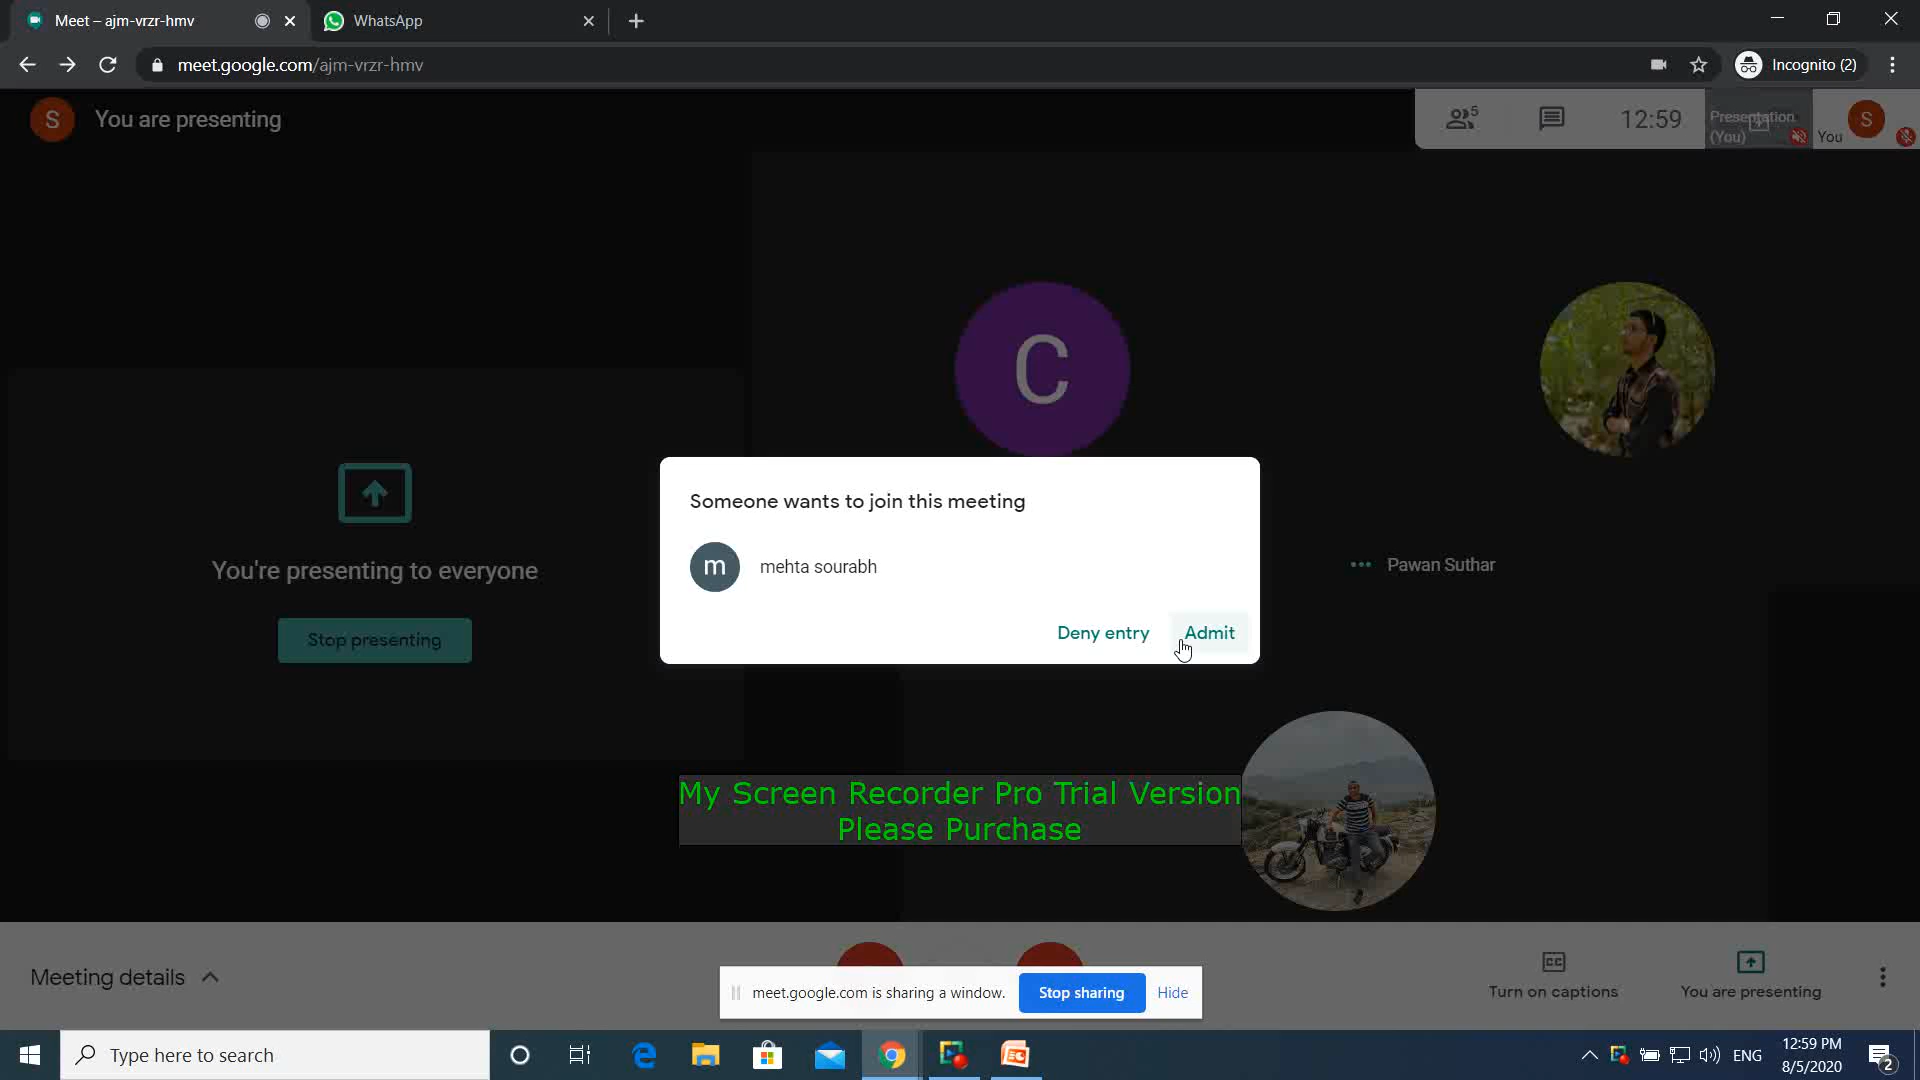 Meet – ajm-vrzr-hmv
WhatsApp
meet.google.com/ajm-vrzr-hmv
Incognito (2)
S
You are presenting
5
12:59
Presentation
(You)
You
S
C
You're presenting to everyone
Stop presenting
Someone wants to join this meeting
m
mehta sourabh
Deny entry
Admit
Pawan Suthar
My Screen Recorder Pro Trial Version
Please Purchase
Meeting details
meet.google.com is sharing a window.
Stop sharing
Hide
CC
Turn on captions
You are presenting
Type here to search
ENG
12:59 PM
8/5/2020
2